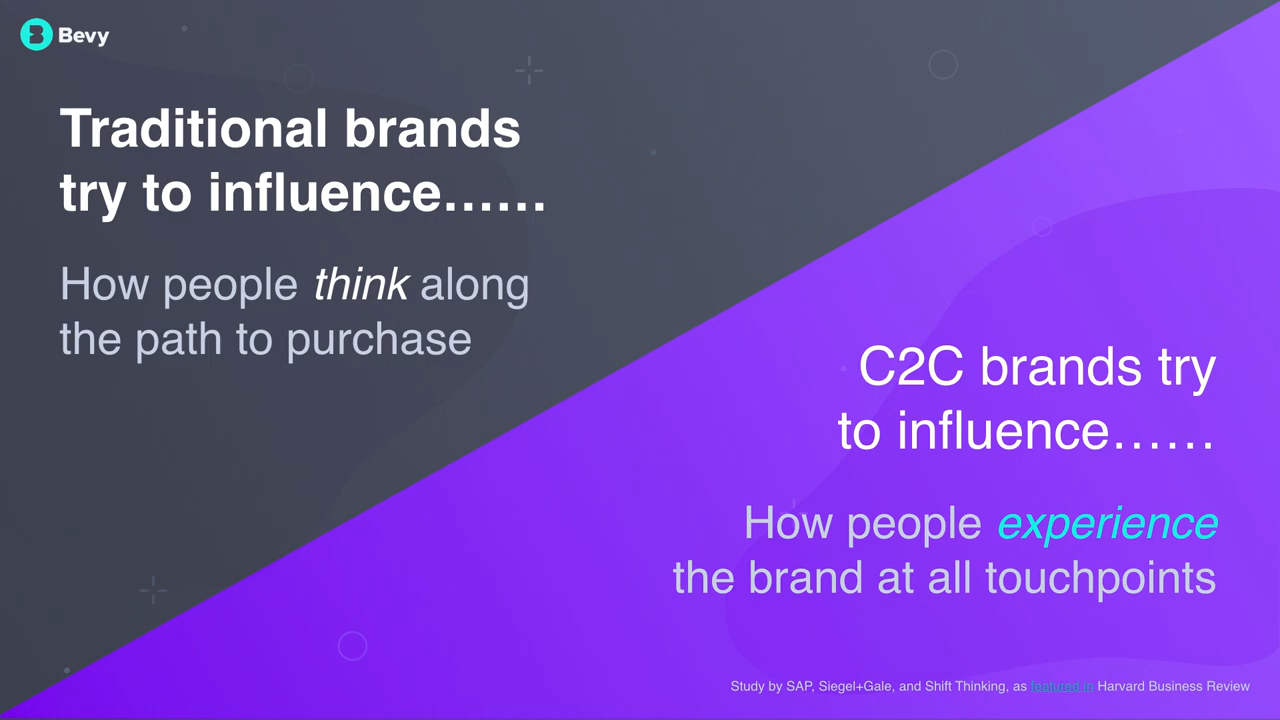 Bevy
Traditional brands
try to influence......
How people think along
the path to purchase
C2C brands try
to influence......
How people experience
the brand at all touchpoints
Study by SAP, Siegel+Gale, and Shift Thinking, as featured in Harvard Business Review